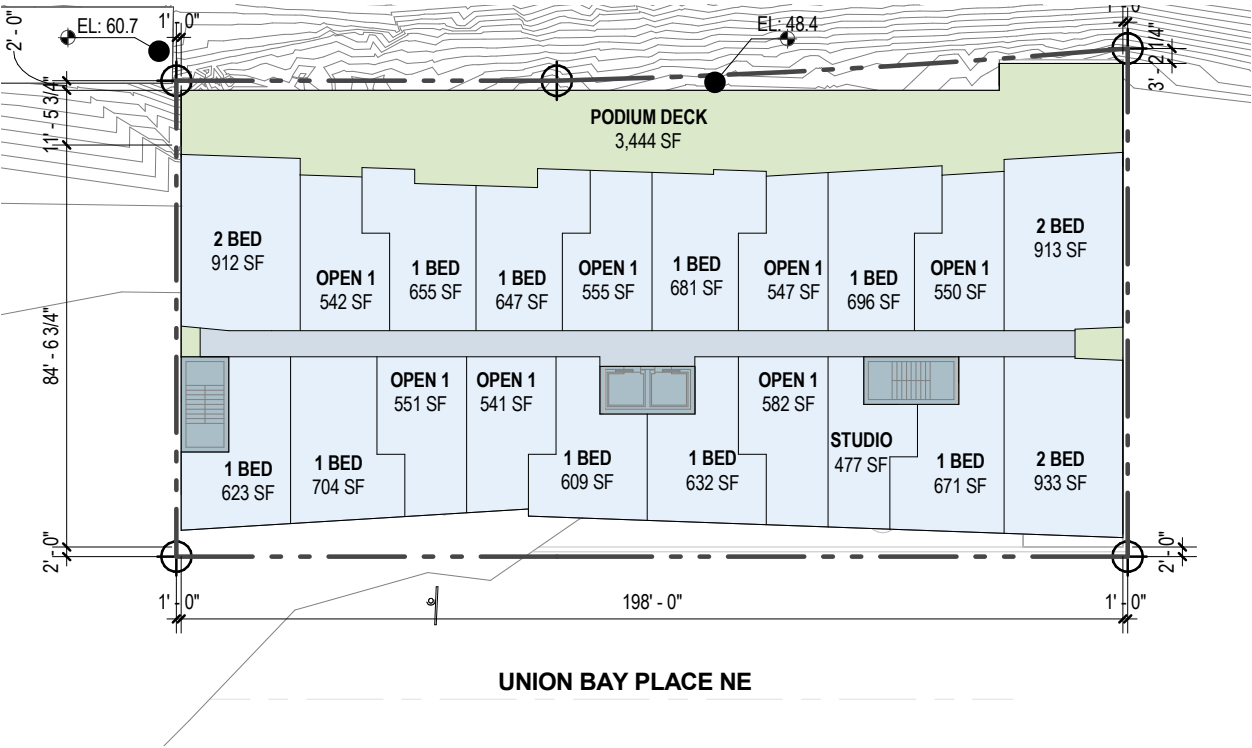 1' - 0"
1' - 0"
2' - 0"
EL: 60.7
EL: 48.4
3' - 2 1/4"
11' - 5 3/4"
PODIUM DECK
3,444 SF
2 BED
912 SF
OPEN 1
542 SF
1 BED
655 SF
1 BED
647 SF
OPEN 1
555 SF
1 BED
681 SF
OPEN 1
547 SF
1 BED
696 SF
OPEN 1
550 SF
2 BED
913 SF
84' - 6 3/4"
1 BED
623 SF
1 BED
704 SF
OPEN 1
551 SF
OPEN 1
541 SF
1 BED
609 SF
1 BED
632 SF
OPEN 1
582 SF
STUDIO
477 SF
1 BED
671 SF
2 BED
933 SF
2' - 0"
2' - 0"
1' - 0"
198' - 0"
1' - 0"
UNION BAY PLACE NE